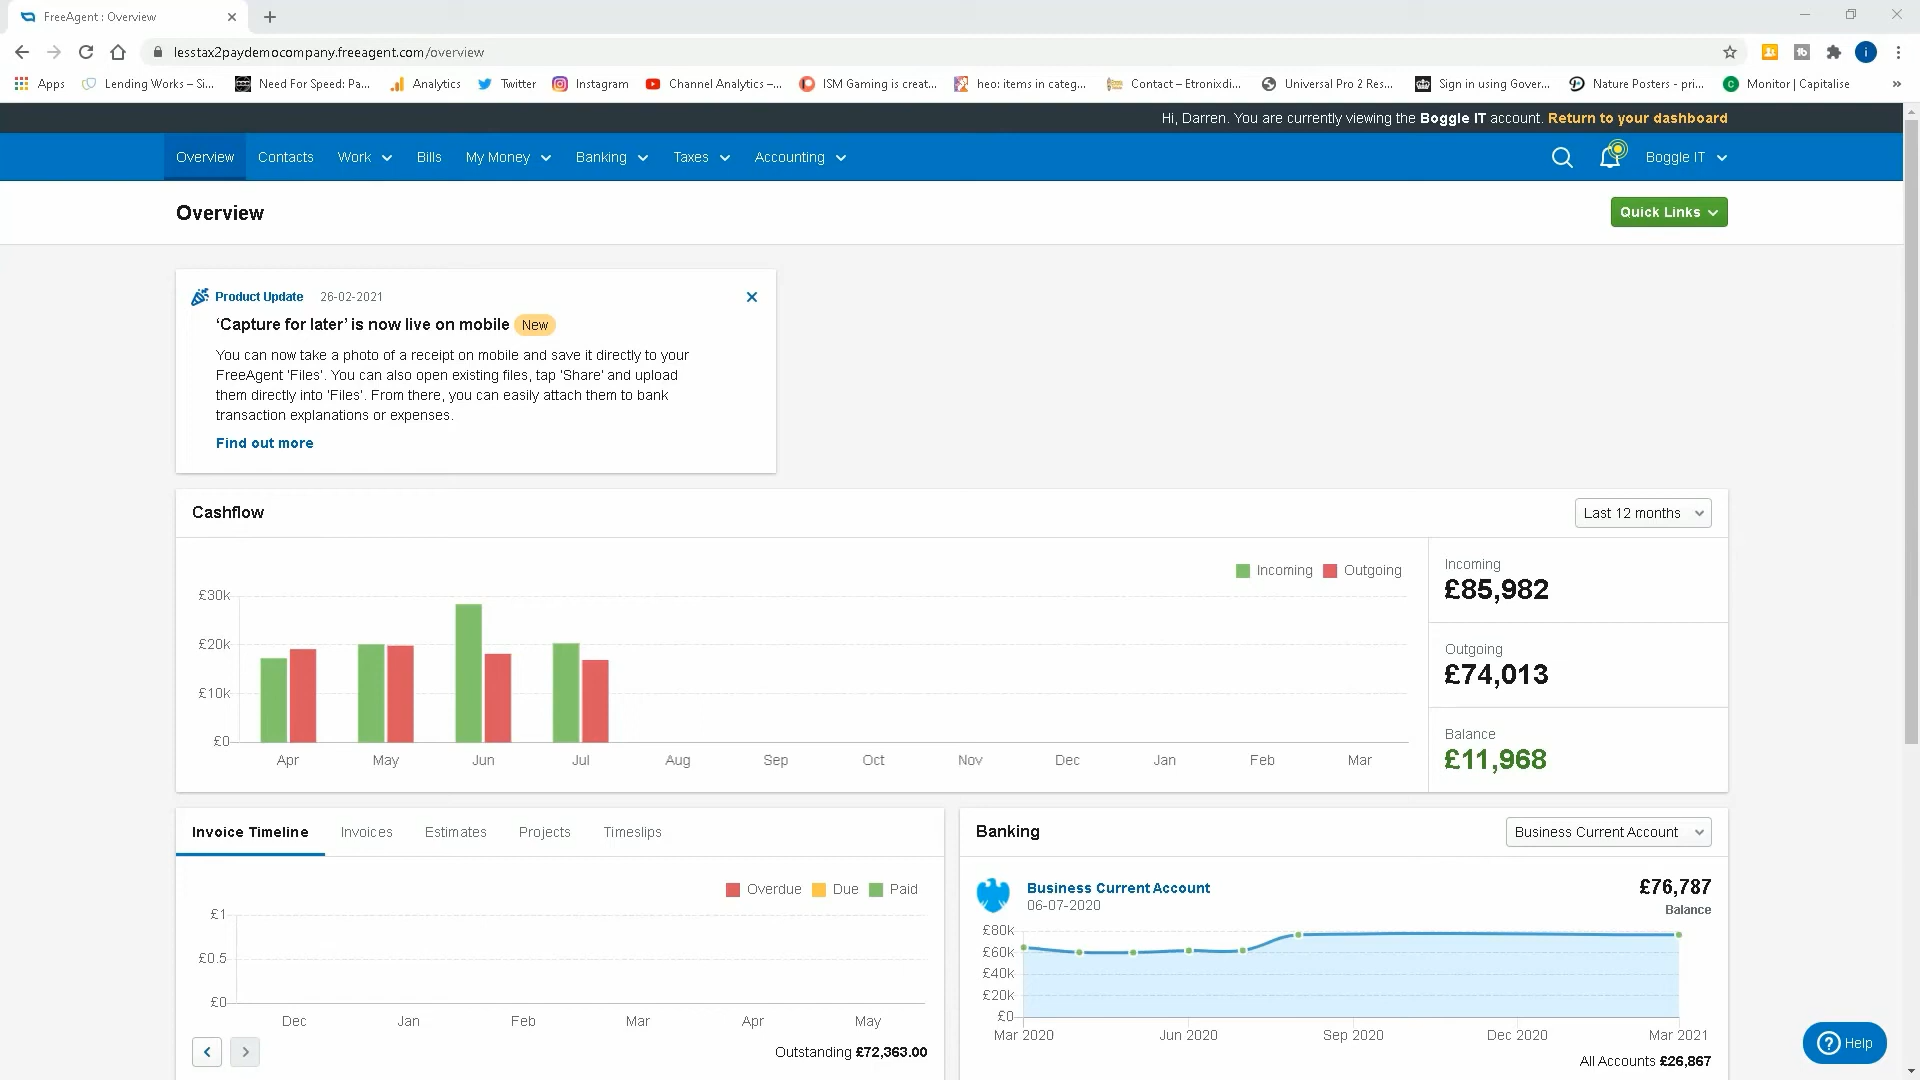 FreeAgent : Overview
lesstax2paydemocompany.freeagent.com/overview
Apps
Lending Works – Si...
Need For Speed: Pa...
Analytics
Twitter
Instagram
Channel Analytics –...
ISM Gaming is creat...
heo: items in categ...
Contact – Etronixdi...
Universal Pro 2 Res...
Sign in using Gover...
Nature Posters - pri...
Monitor | Capitalise
»
Hi, Darren. You are currently viewing the Boggle IT account. Return to your dashboard
Overview
Contacts
Work
Bills
My Money
Banking
Taxes
Accounting
Boggle IT
Overview
Quick Links
Product Update 26-02-2021
‘Capture for later’ is now live on mobile New
You can now take a photo of a receipt on mobile and save it directly to your
FreeAgent 'Files'. You can also open existing files, tap 'Share' and upload
them directly into 'Files'. From there, you can easily attach them to bank
transaction explanations or expenses.
Find out more
Cashflow
Last 12 months
Incoming Outgoing
£30k
£20k
£10k
£0
Apr May Jun Jul Aug Sep Oct Nov Dec Jan Feb Mar
Incoming
£85,982
Outgoing
£74,013
Balance
£11,968
Invoice Timeline
Invoices
Estimates
Projects
Timeslips
Overdue Due Paid
£1
£0.5
£0
Dec Jan Feb Mar Apr May
Outstanding £72,363.00
Banking
Business Current Account
Business Current Account
06-07-2020
£76,787
Balance
£80k
£60k
£40k
£20k
£0
Mar 2020 Jun 2020 Sep 2020 Dec 2020 Mar 2021
All Accounts £26,867
Help